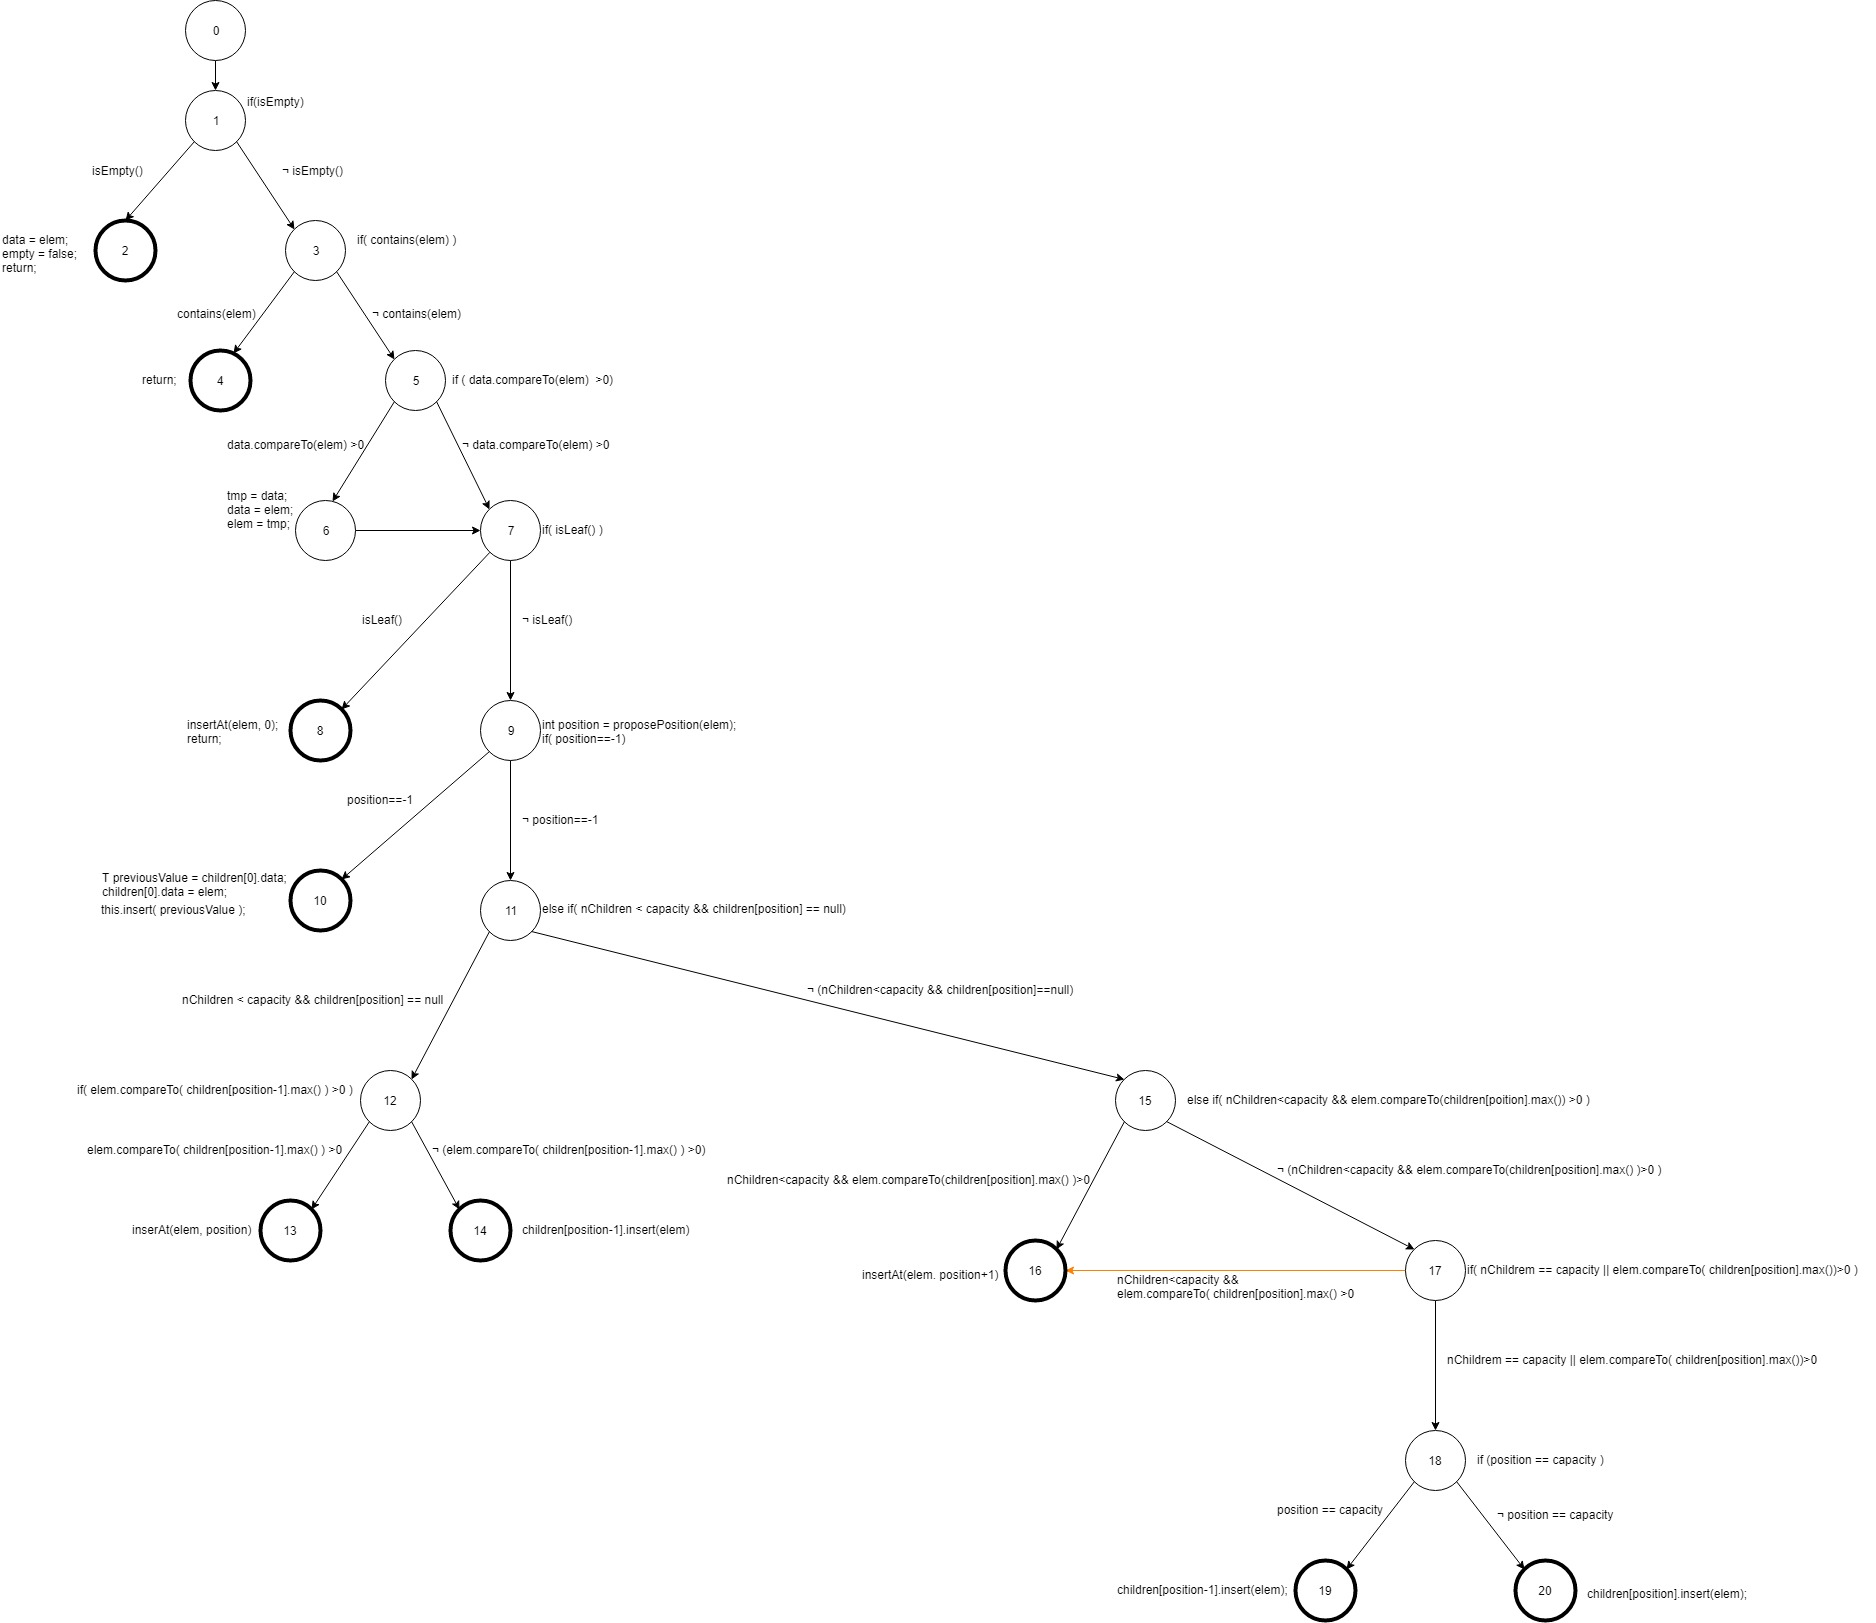 0
1
if(isEmpty)
isEmpty()
¬ isEmpty()
data = elem;
empty = false;
return;
2
3
if( contains(elem) )
contains(elem)
¬ contains(elem)
return;
4
5
if ( data.compareTo(elem)  >0)
data.compareTo(elem) >0
¬ data.compareTo(elem) >0
tmp = data;
data = elem;
elem = tmp;
6
7
if( isLeaf() )
isLeaf()
¬ isLeaf()
insertAt(elem, 0);
return;
8
9
int position = proposePosition(elem);
if( position==-1)
position==-1
¬ position==-1
T previousValue = children[0].data;
children[0].data = elem;
this.insert( previousValue );
10
11
else if( nChildren < capacity && children[position] == null)
nChildren < capacity && children[position] == null
¬ (nChildren<capacity && children[position]==null)
if( elem.compareTo( children[position-1].max() ) >0 )
12
15
else if( nChildren<capacity && elem.compareTo(children[poition].max()) >0 )
elem.compareTo( children[position-1].max() ) >0
¬ (elem.compareTo( children[position-1].max() ) >0)
nChildren<capacity && elem.compareTo(children[position].max() )>0
¬ (nChildren<capacity && elem.compareTo(children[position].max() )>0 )
inserAt(elem, position)
13
14
children[position-1].insert(elem)
insertAt(elem. position+1)
16
17
if( nChildrem == capacity || elem.compareTo( children[position].max())>0 )
nChildren<capacity &&
elem.compareTo( children[position].max() >0
nChildrem == capacity || elem.compareTo( children[position].max())>0
18
if (position == capacity )
position == capacity
¬ position == capacity
children[position-1].insert(elem);
19
20
children[position].insert(elem);